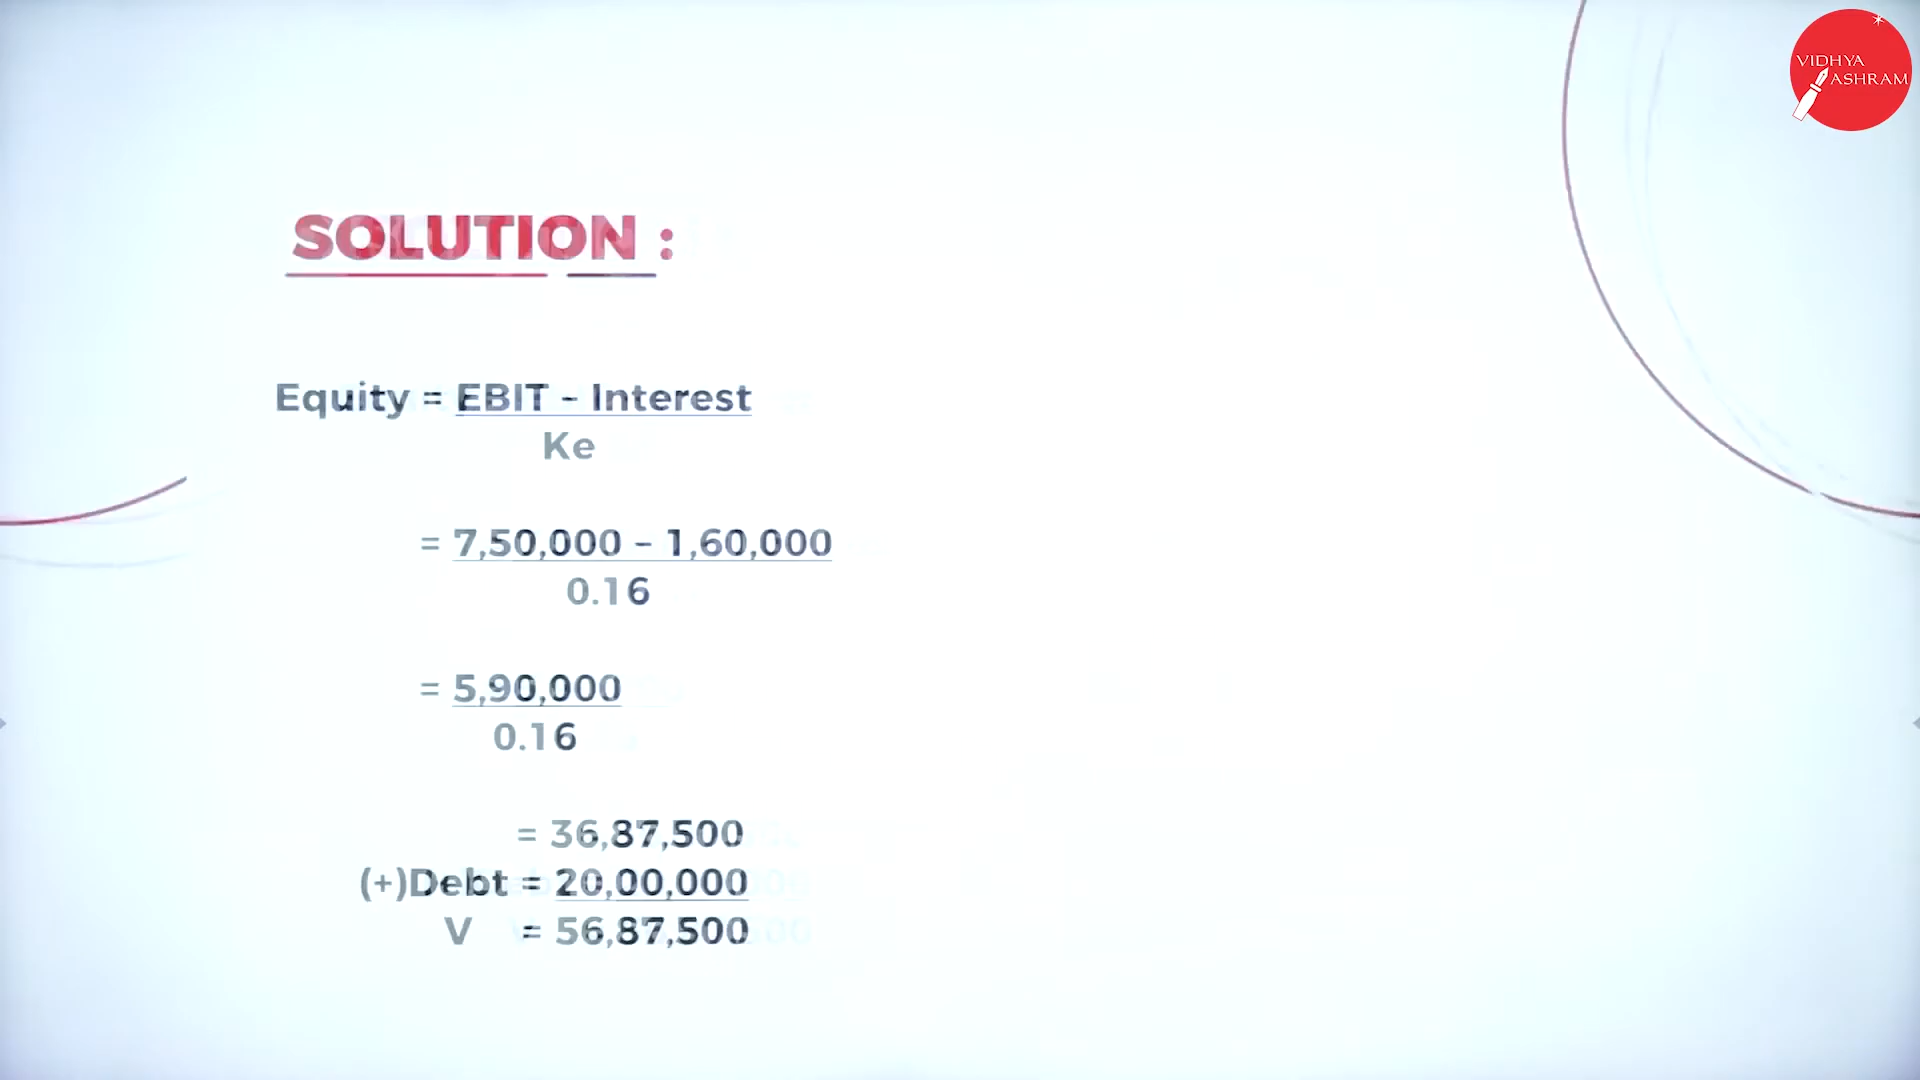 VIDHYA
ASHRAM
SOLUTION :
Equity = EBIT - Interest
Ke
= 7,50,000 - 1,60,000
0.16
= 5,90,000
0.16
= 36,87,500
(+)Debt = 20,00,000
V = 56,87,500